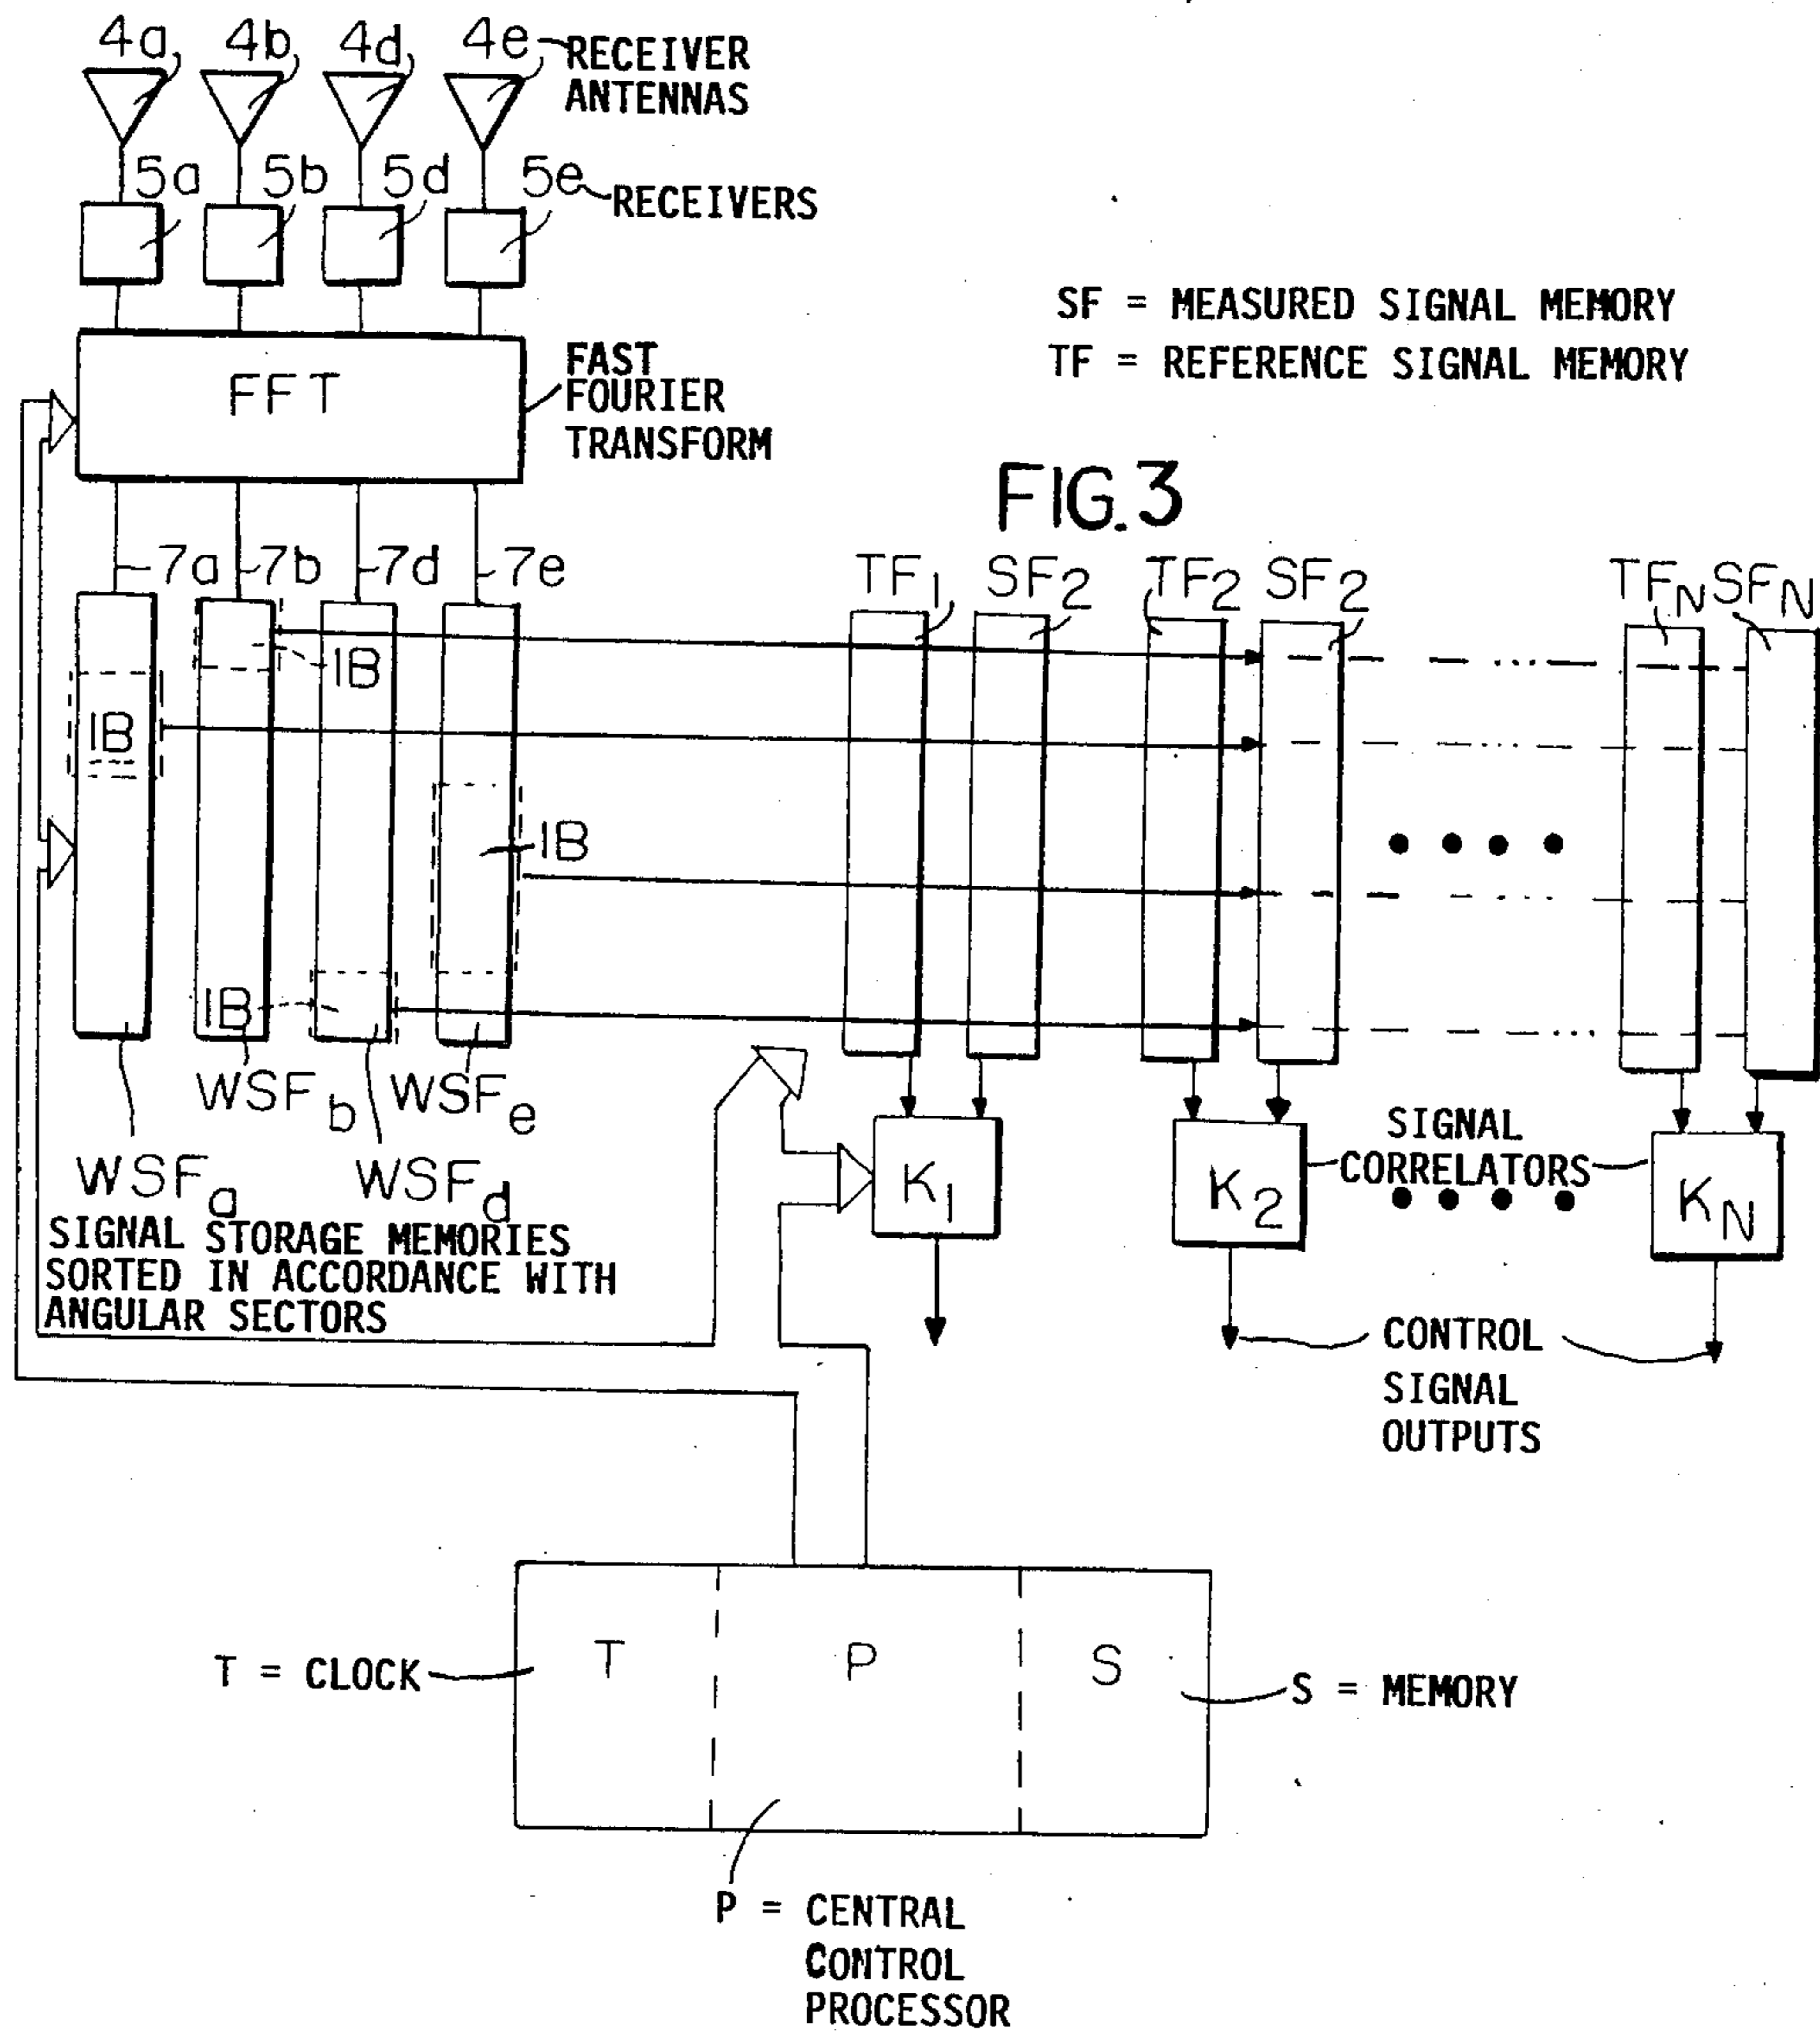 4a 4b 4d 4e RECEIVER
ANTENNAS
5a 5b 5d 5e RECEIVERS
SF = MEASURED SIGNAL MEMORY
TF = REFERENCE SIGNAL MEMORY
FFT
FAST
FOURIER
TRANSFORM
FIG. 3
7a 7b 7d 7e
TF1 SF2 TF2 SF2 TFN SFN
IB
IB
IB
IB
WSFb WSFe
WSFa WSFd
SIGNAL STORAGE MEMORIES
SORTED IN ACCORDANCE WITH
ANGULAR SECTORS
K1 K2 KN
SIGNAL
CORRELATORS
CONTROL
SIGNAL
OUTPUTS
T P S
T = CLOCK
S = MEMORY
P = CENTRAL
CONTROL
PROCESSOR